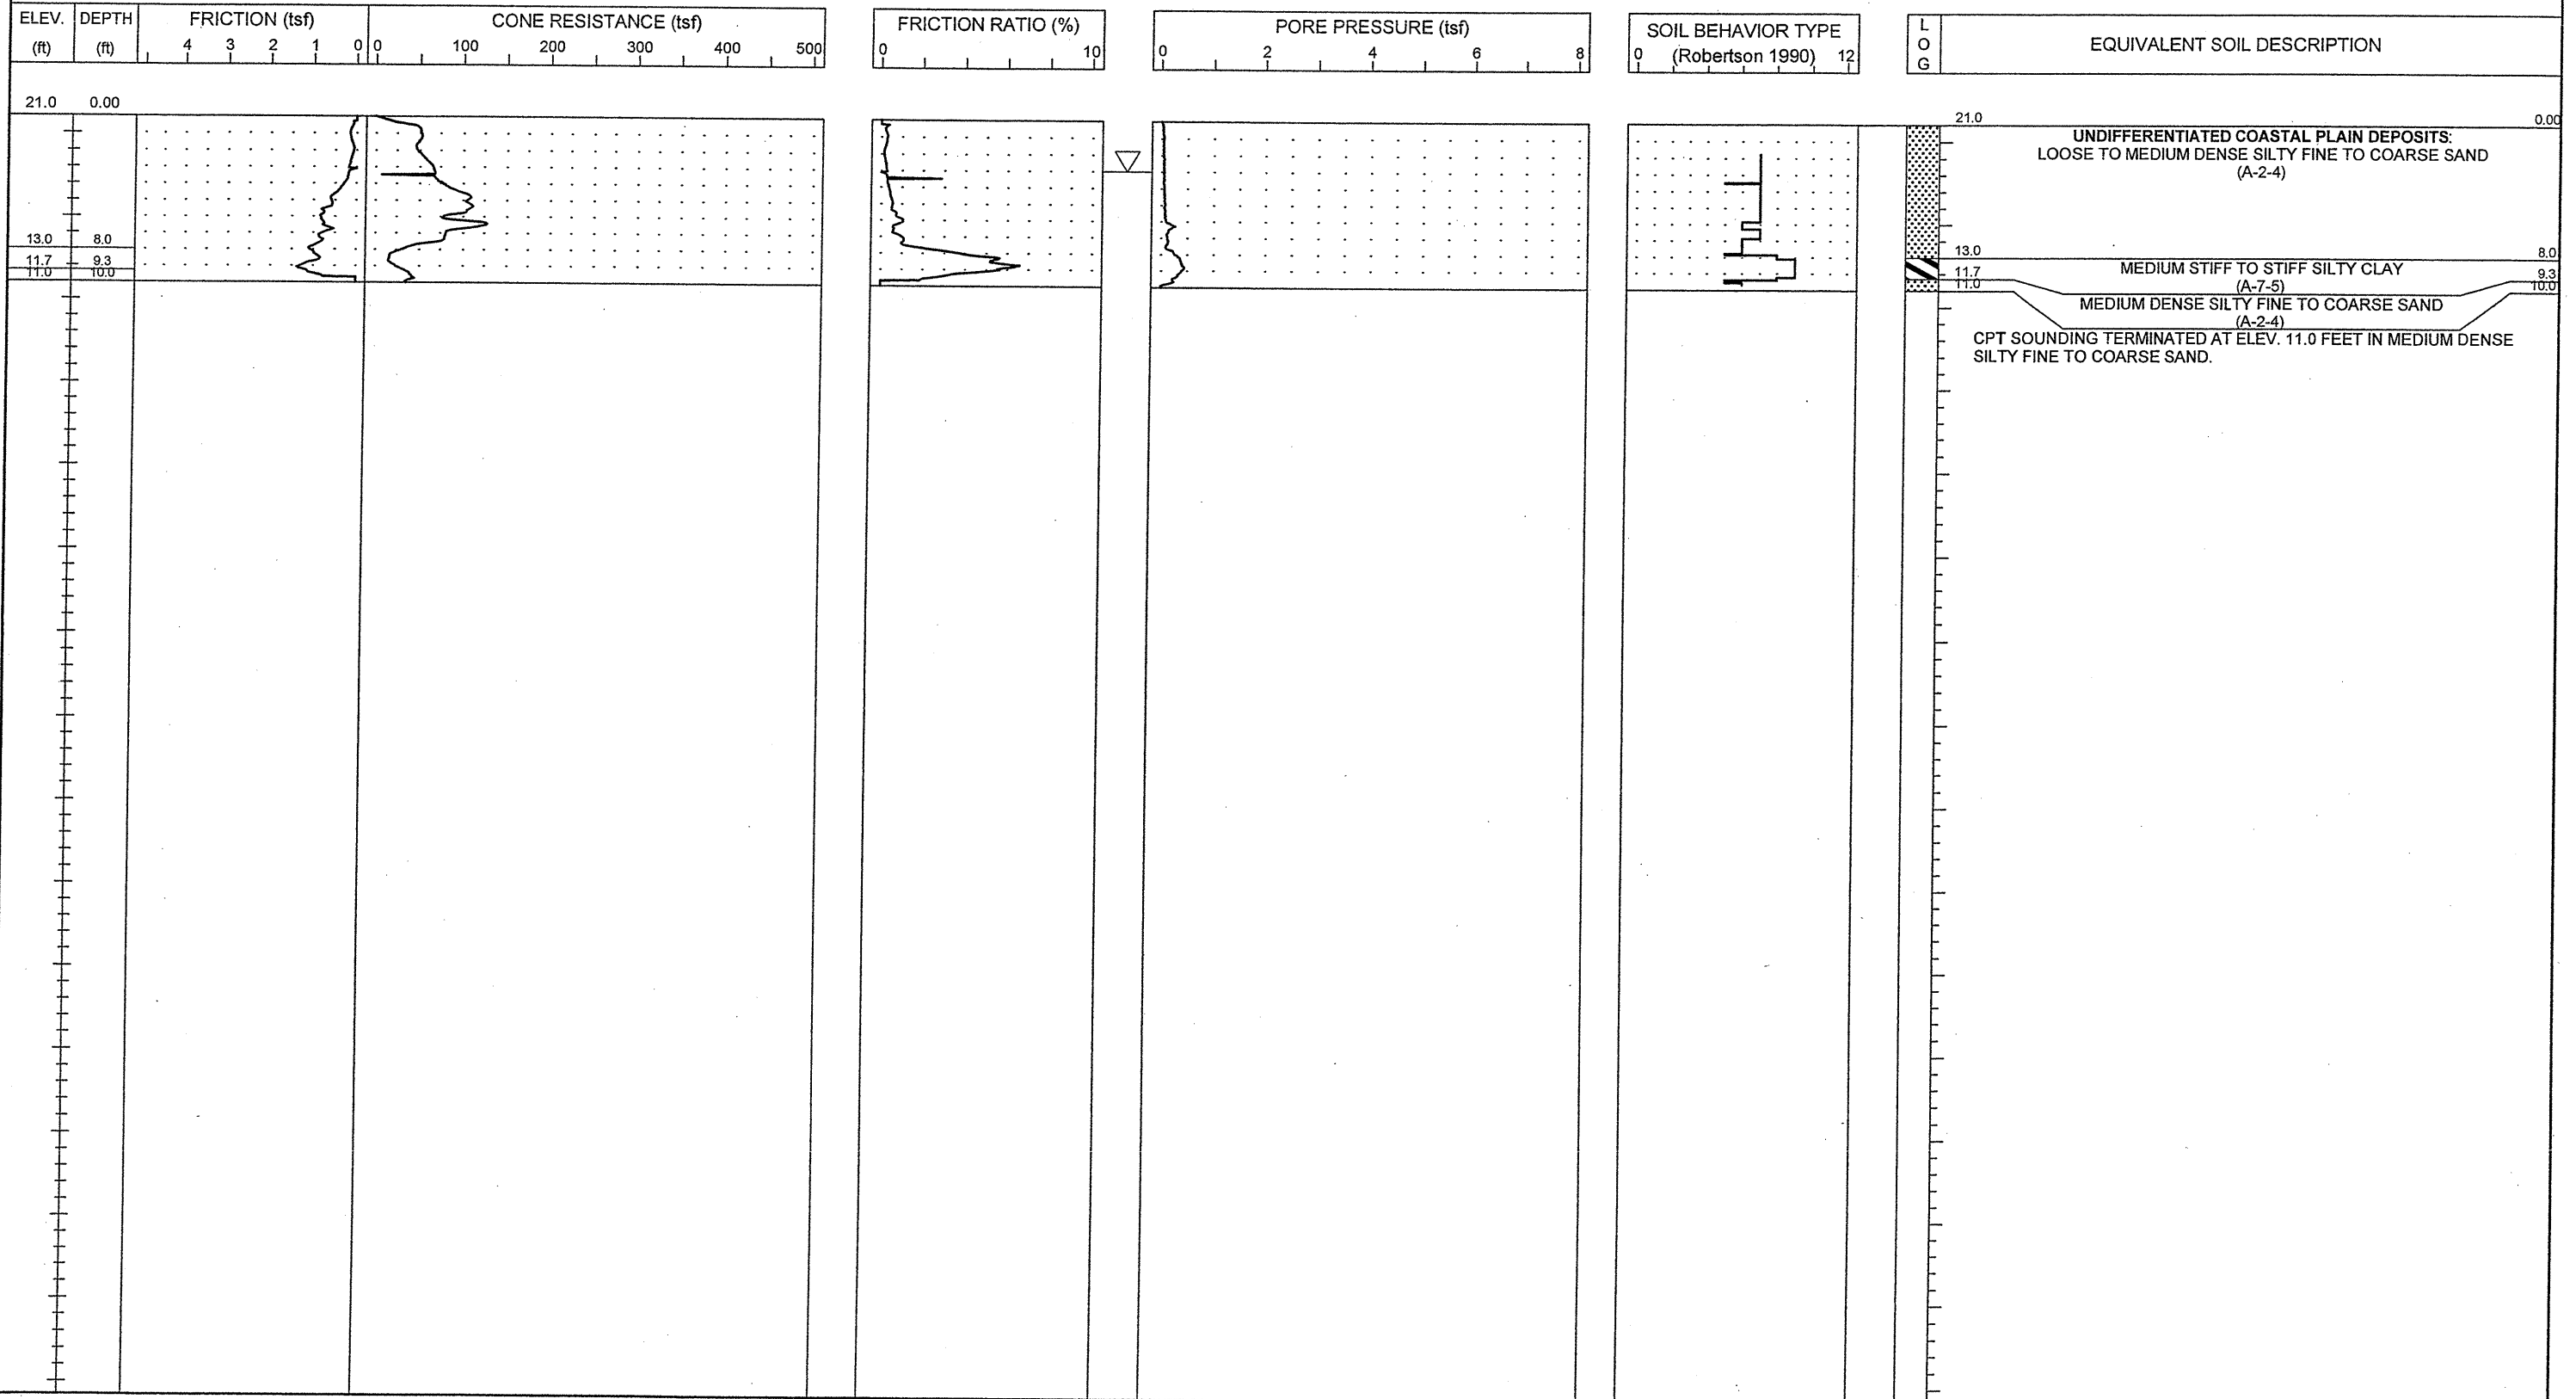 ELEV. DEPTH FRICTION (tsf) CONE RESISTANCE (tsf) FRICTION RATIO (%) PORE PRESSURE (tsf) SOIL BEHAVIOR TYPE LOG EQUIVALENT SOIL DESCRIPTION
(ft) (ft) 4 3 2 1 0 0 100 200 300 400 500 0 10 0 2 4 6 8 0 (Robertson 1990) 12
21.0 0.00
21.0 0.00
UNDIFFERENTIATED COASTAL PLAIN DEPOSITS:
LOOSE TO MEDIUM DENSE SILTY FINE TO COARSE SAND
(A-2-4)
13.0 8.0
13.0 8.0
11.7 9.3
11.7 MEDIUM STIFF TO STIFF SILTY CLAY 9.3
11.0 10.0
11.0 (A-7-5) 10.0
MEDIUM DENSE SILTY FINE TO COARSE SAND
(A-2-4)
CPT SOUNDING TERMINATED AT ELEV. 11.0 FEET IN MEDIUM DENSE
SILTY FINE TO COARSE SAND.